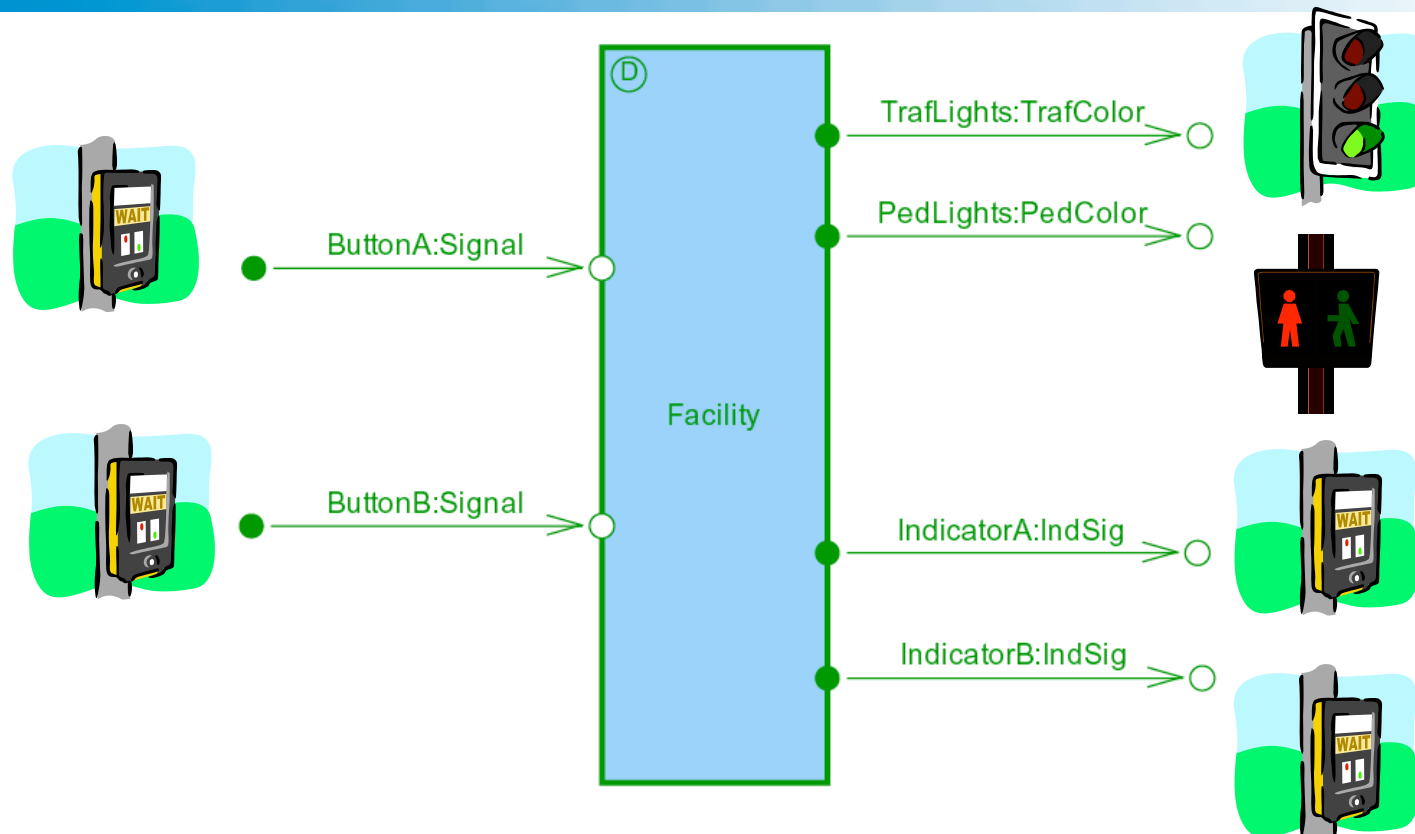 D
TrafLights:TrafColor
PedLights:PedColor
WAIT
ButtonA:Signal
Facility
WAIT
ButtonB:Signal
IndicatorA:IndSig
WAIT
IndicatorB:IndSig
WAIT